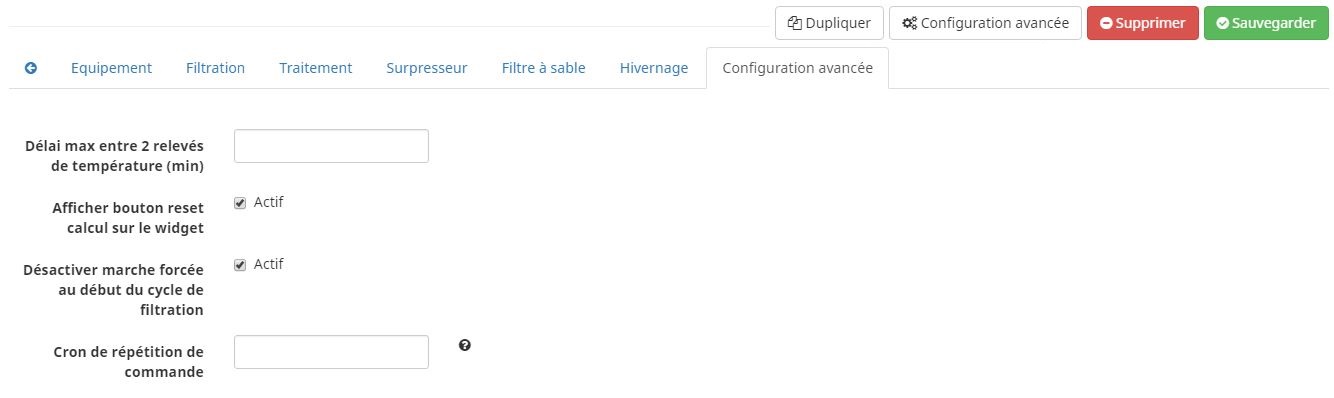 Dupliquer Configuration avancée Supprimer Sauvegarder
Equipement Filtration Traitement Surpresseur Filtre à sable Hivernage Configuration avancée
Délai max entre 2 relevés
de température (min)
Afficher bouton reset
calcul sur le widget
Actif
Désactiver marche forcée
au début du cycle de
filtration
Actif
Cron de répétition de
commande